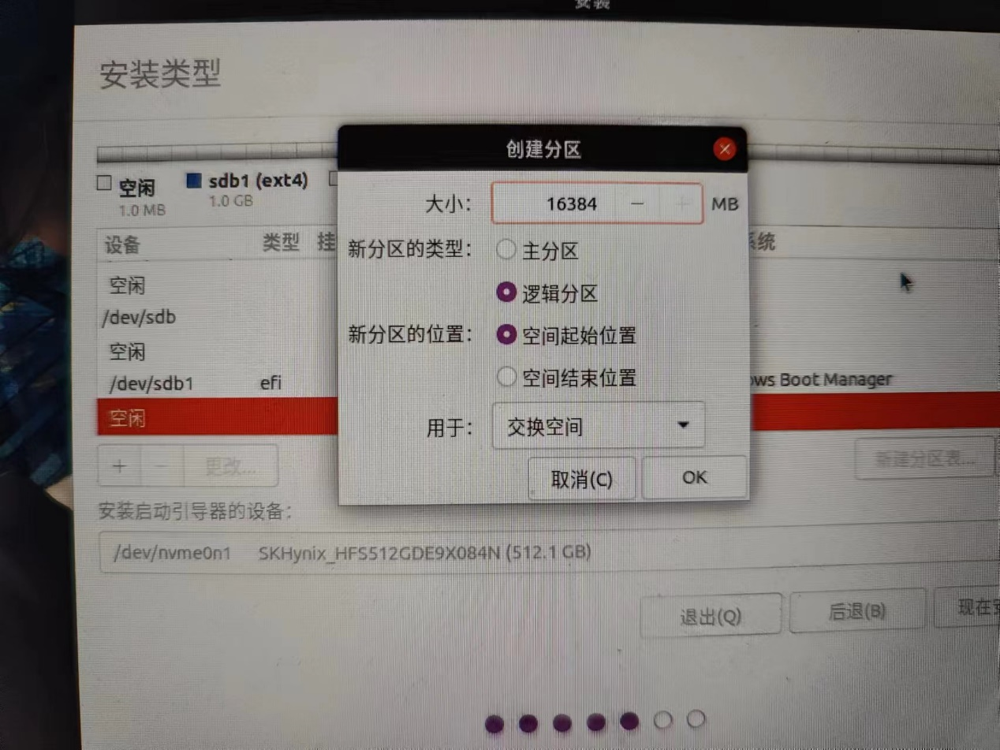 安装
安装类型
创建分区
空闲
1.0 MB
sdb1 (ext4)
1.0 GB
大小：
16384
MB
设备
类型
挂
系统
新分区的类型：
主分区
逻辑分区
新分区的位置：
空间起始位置
空间结束位置
空闲
/dev/sdb
空闲
/dev/sdb1
efi
ows Boot Manager
空闲
用于：
交换空间
取消(C)
OK
+
更改...
新建分区表...
安装启动引导器的设备：
/dev/nvme0n1
SKHynix_HFS512GDE9X084N (512.1 GB)
退出(Q)
后退(B)
现在安